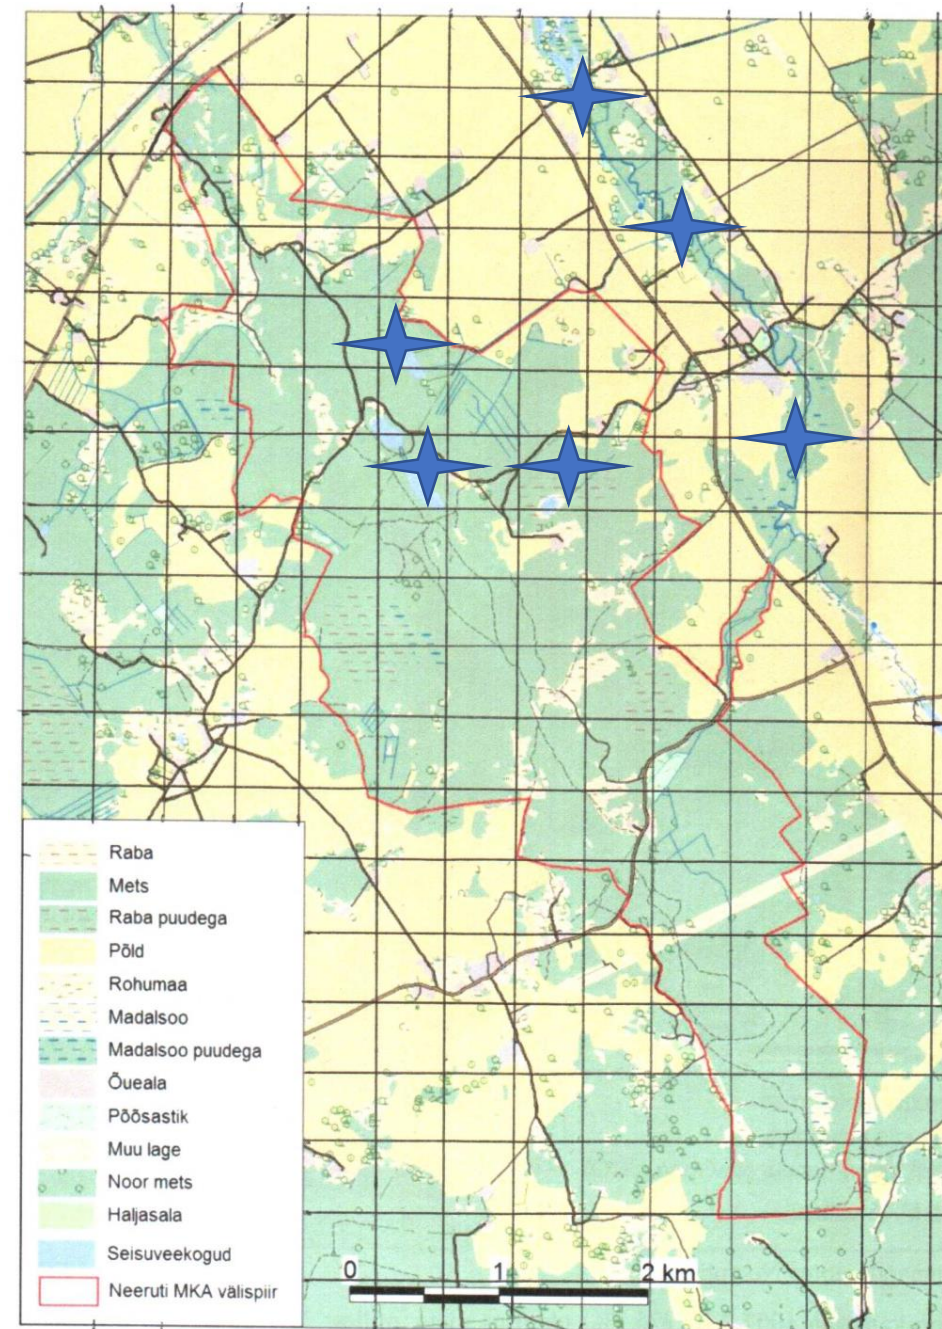 Raba
Mets
Raba puudega
Põld
Rohumaa
Madalsoo
Madalsoo puudega
Õueala
Põõsastik
Muu lage
Noor mets
Haljasala
Seisuveekogud
Neeruti MKA välispiir
0 1 2 km